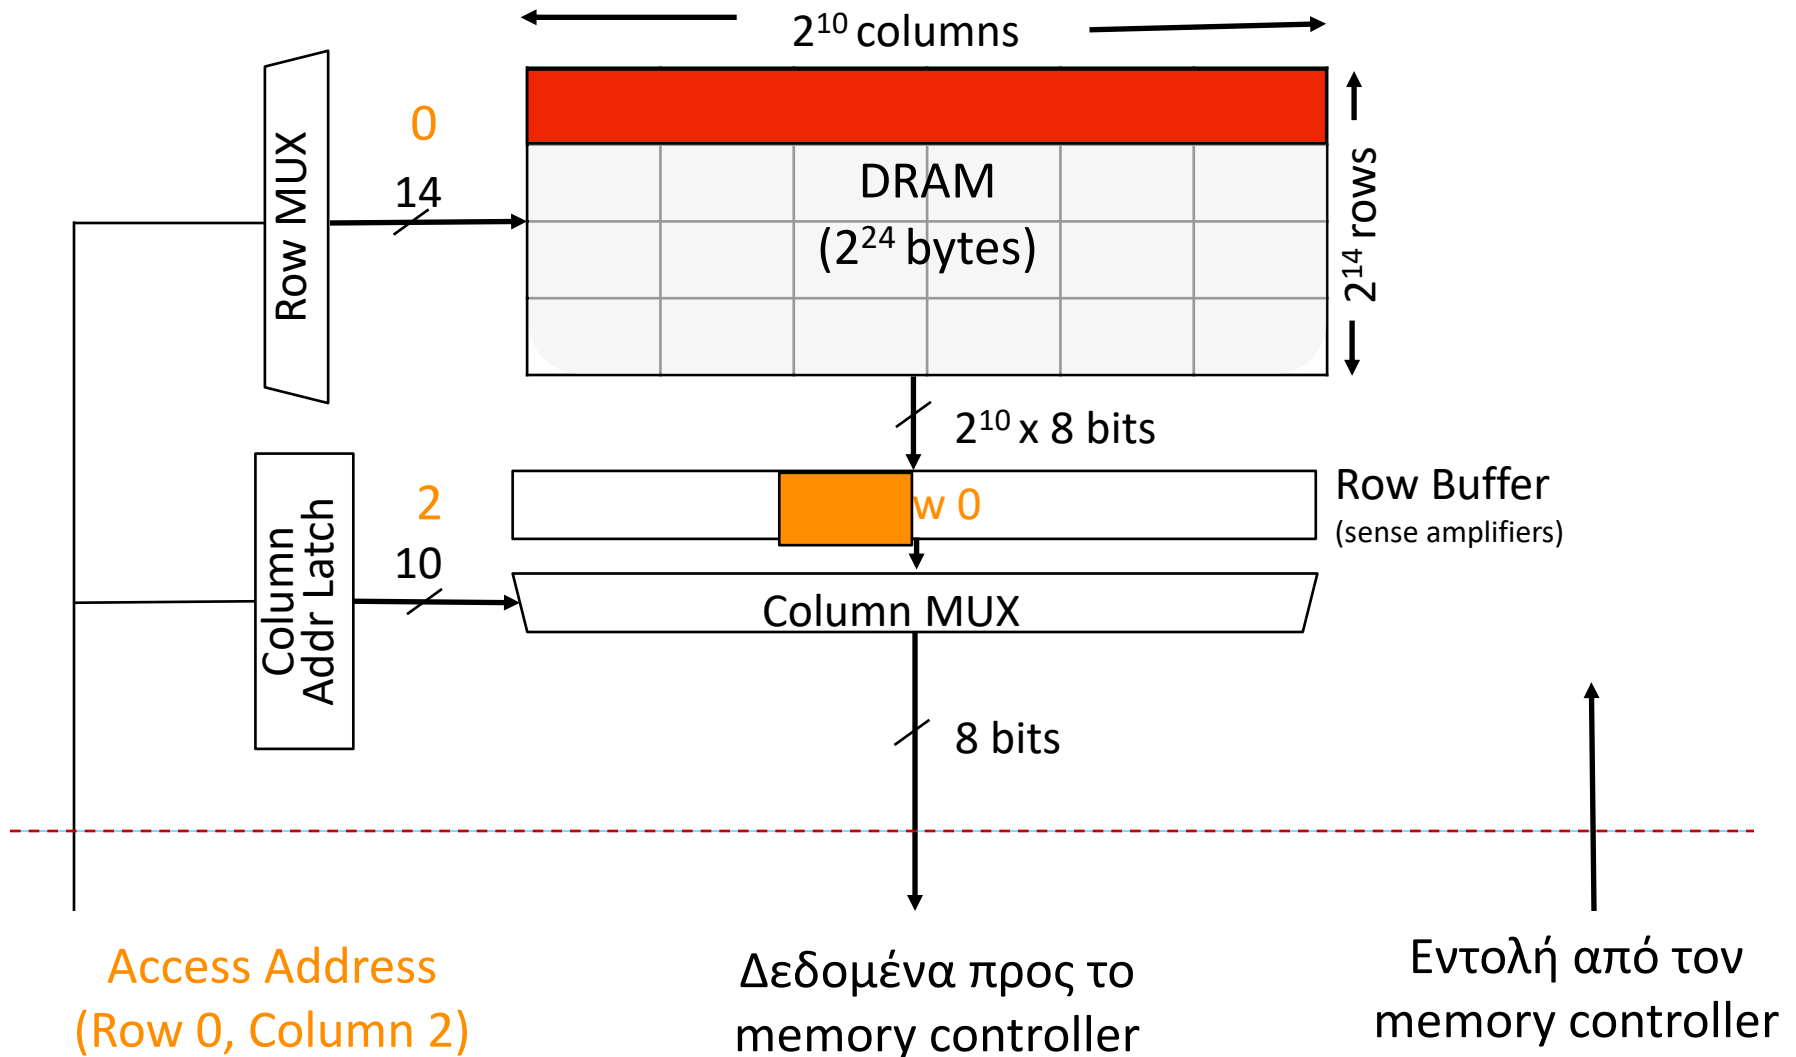 2¹⁰ columns
Row MUX
0
14
DRAM
(2²⁴ bytes)
2¹⁴ rows
2¹⁰ x 8 bits
Column
Addr Latch
2
10
w 0
Row Buffer
(sense amplifiers)
Column MUX
8 bits
Access Address
(Row 0, Column 2)
Δεδομένα προς το
memory controller
Εντολή από τον
memory controller